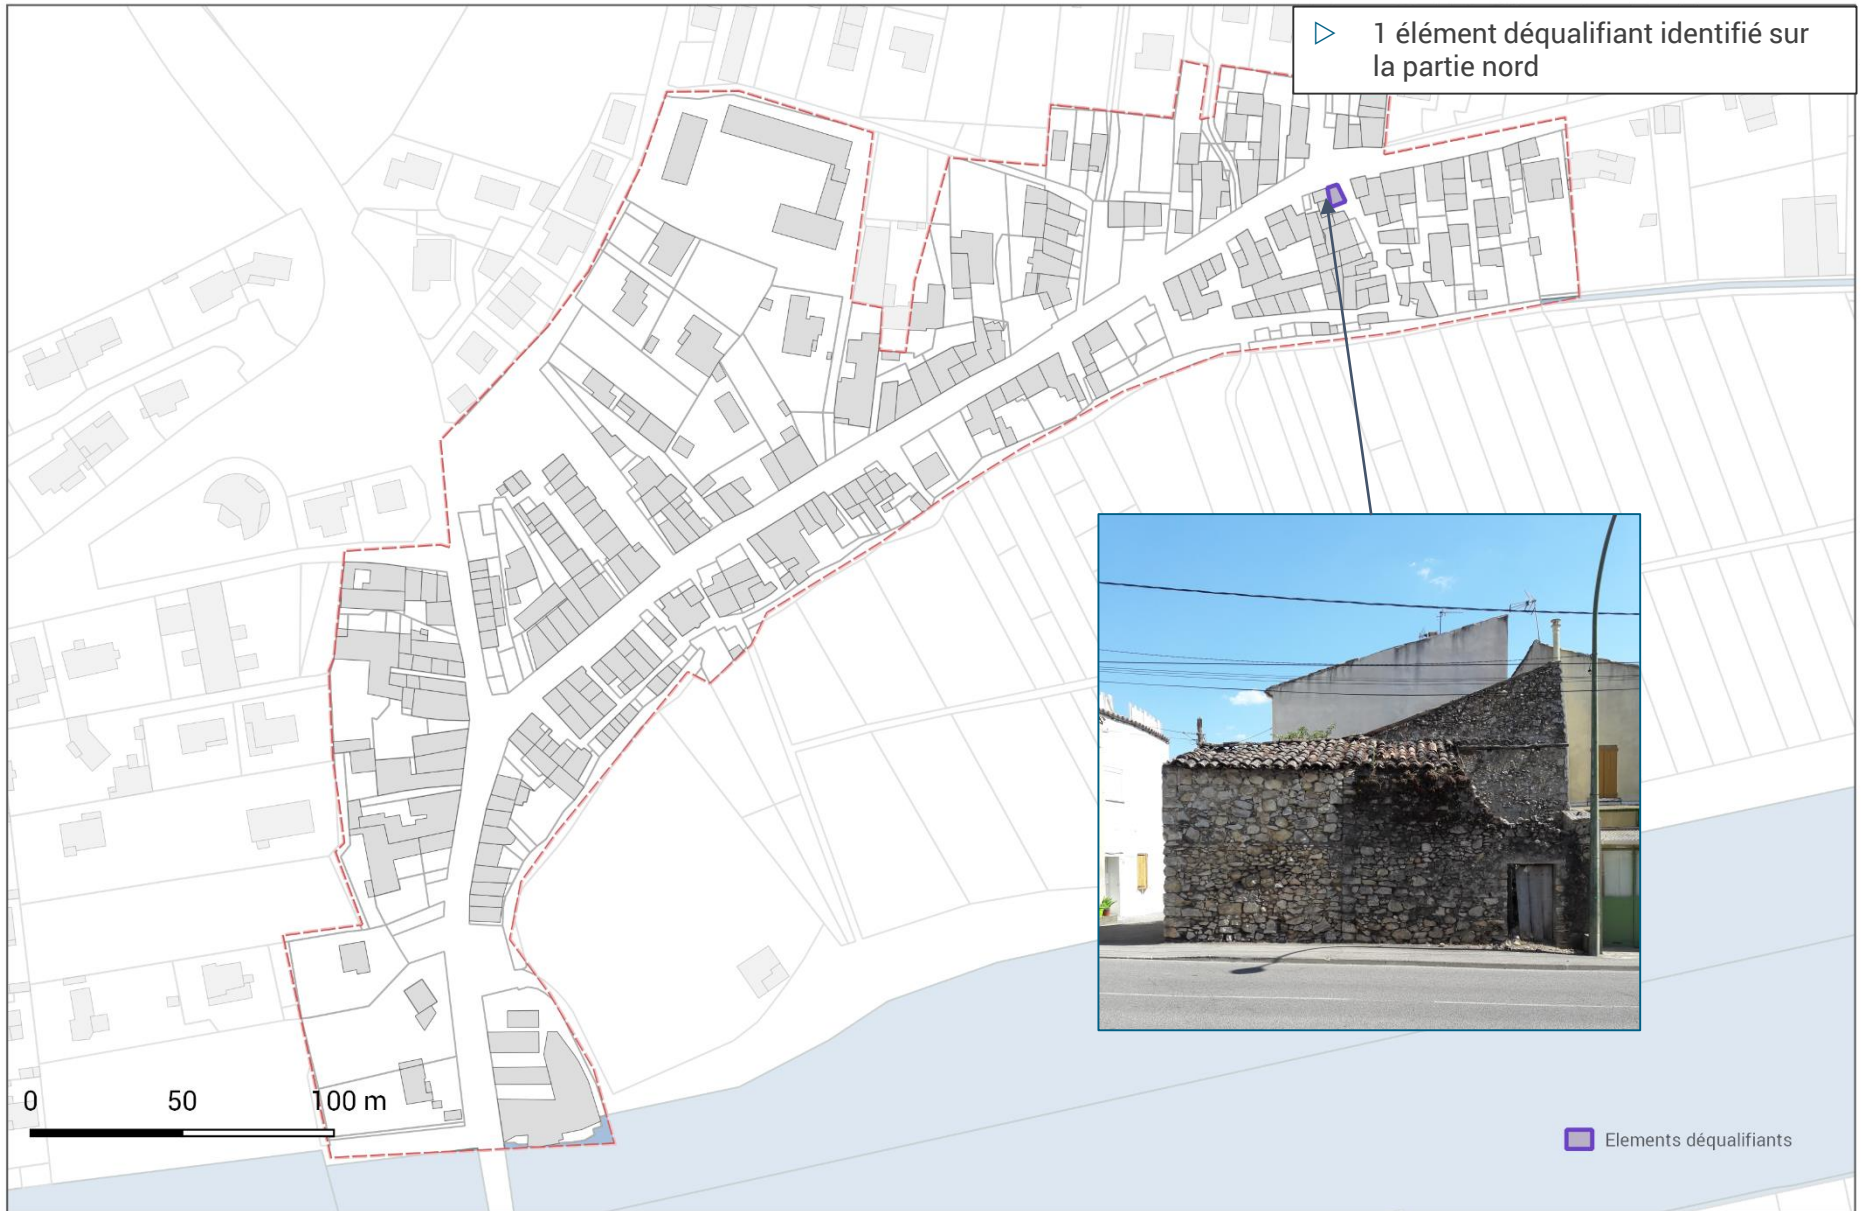 1 élément déqualifiant identifié sur
la partie nord
0 50 100 m
Elements déqualifiants